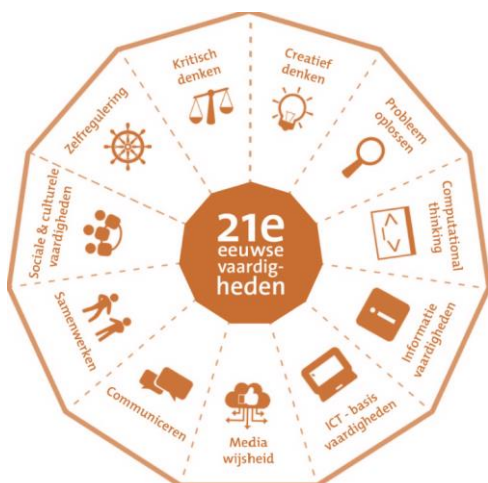 21e
eeuwse
vaardig-
heden
Kritisch
denken
Creatief
denken
Probleem
oplossen
Computational
thinking
Informatie
vaardigheden
ICT - basis
vaardigheden
Media
wijsheid
Communiceren
Samenwerken
Sociale & culturele
vaardigheden
Zelfregulering